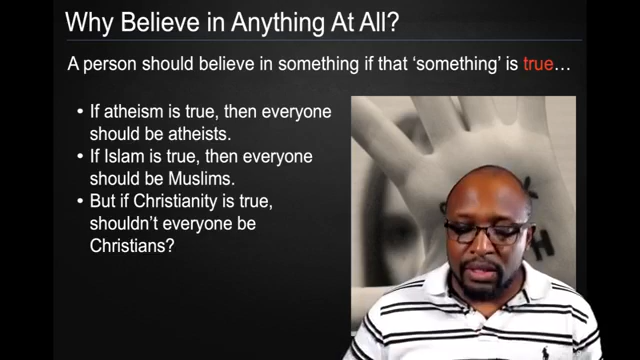 Why Believe in Anything At All?
A person should believe in something if that ‘something’ is true…
• If atheism is true, then everyone
should be atheists.
• If Islam is true, then everyone
should be Muslims.
• But if Christianity is true,
shouldn’t everyone be
Christians?